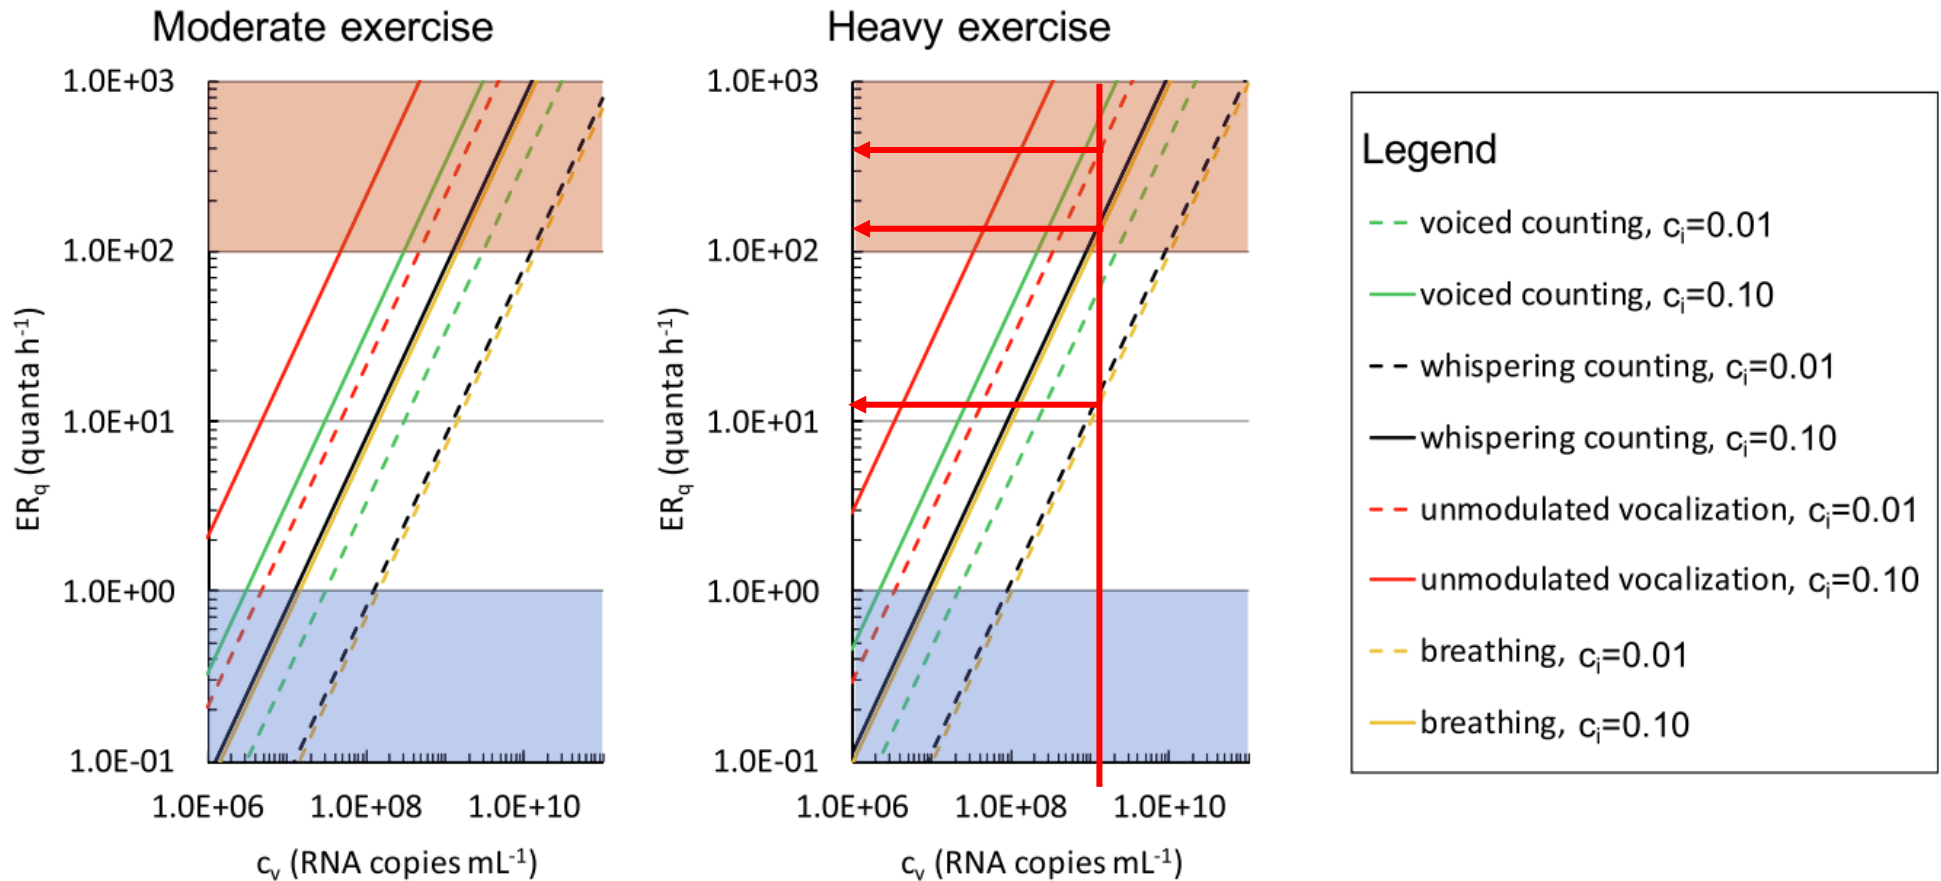 Moderate exercise
1.0E+03
1.0E+02
1.0E+01
1.0E+00
1.0E-01
ERq (quanta h-1)
1.0E+06 1.0E+08 1.0E+10
cv (RNA copies mL-1)
Heavy exercise
1.0E+03
1.0E+02
1.0E+01
1.0E+00
1.0E-01
ERq (quanta h-1)
1.0E+06 1.0E+08 1.0E+10
cv (RNA copies mL-1)
Legend
voiced counting, ci=0.01
voiced counting, ci=0.10
whispering counting, ci=0.01
whispering counting, ci=0.10
unmodulated vocalization, ci=0.01
unmodulated vocalization, ci=0.10
breathing, ci=0.01
breathing, ci=0.10